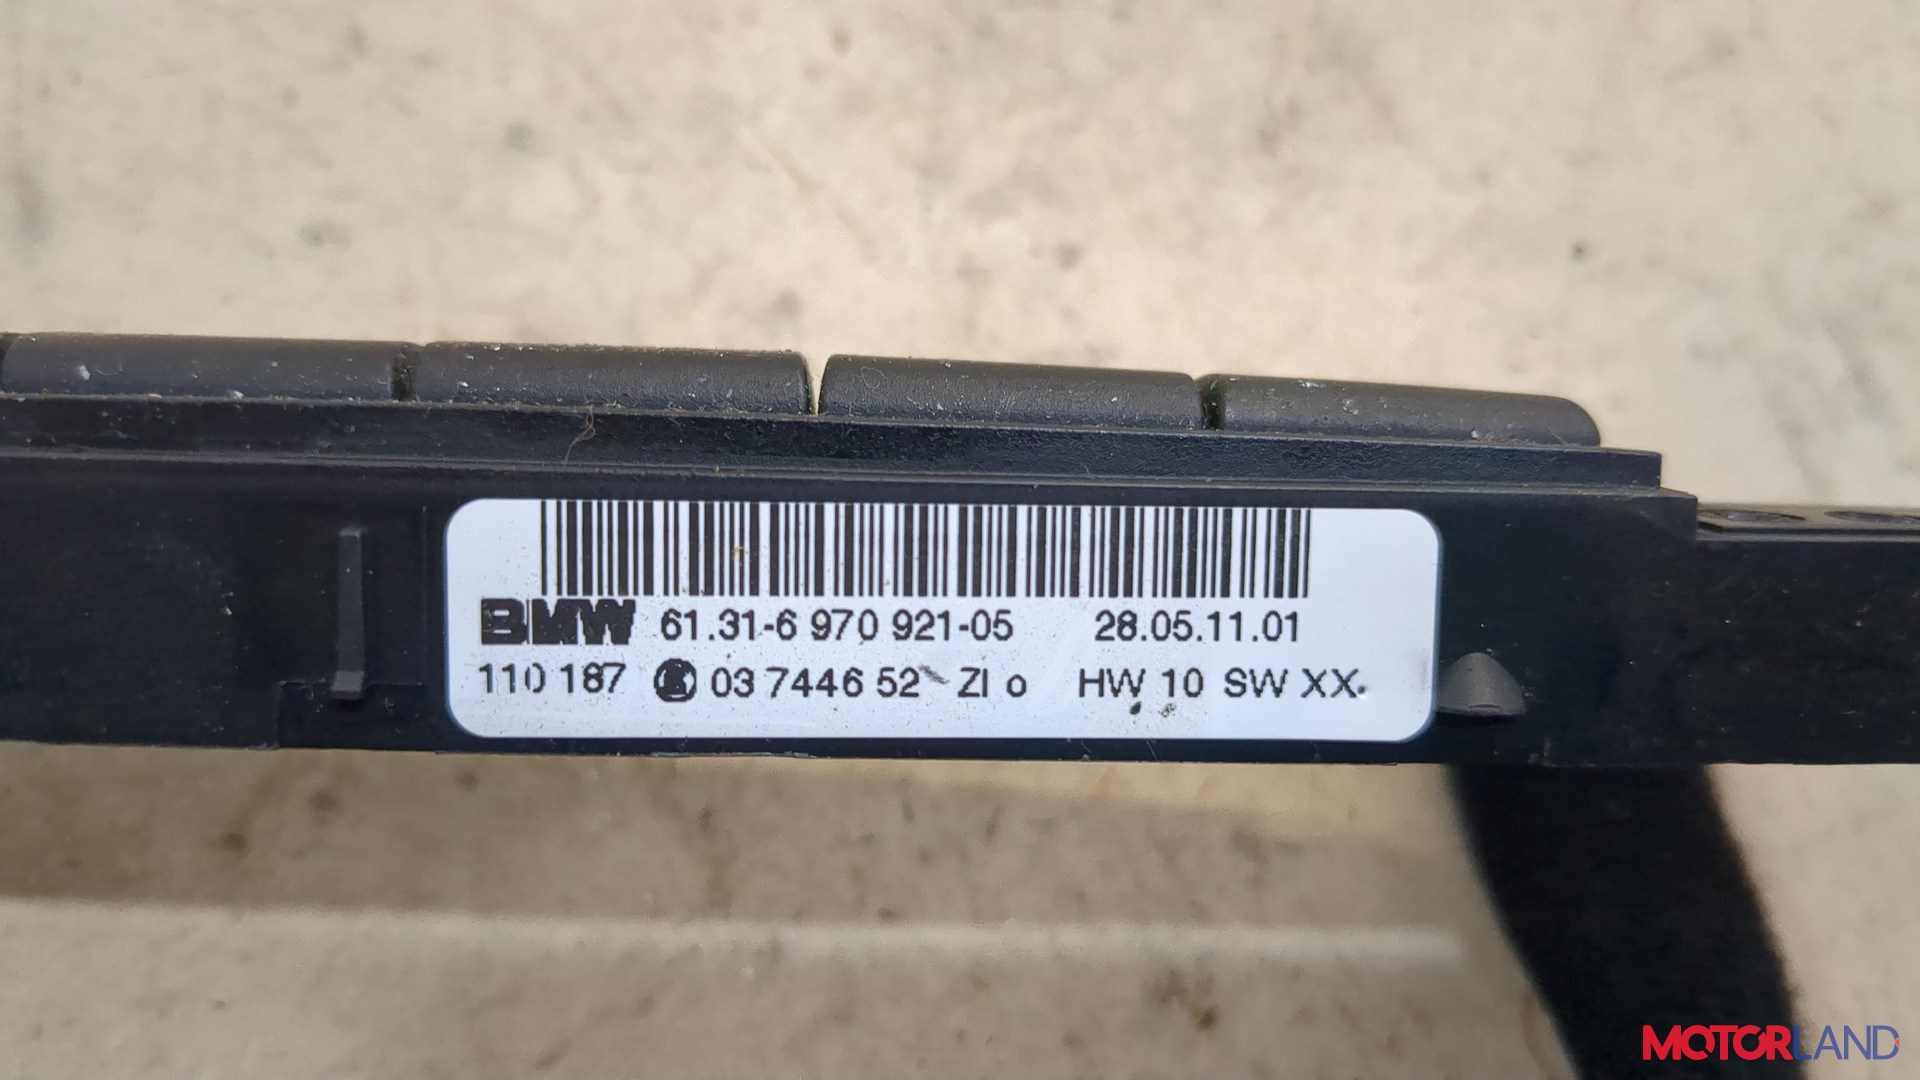 BMW 61.31-6 970 921-05 28.05.11.01
110 187 03 7446 52 ZI o HW 10 SW XX.
MOTORLAND